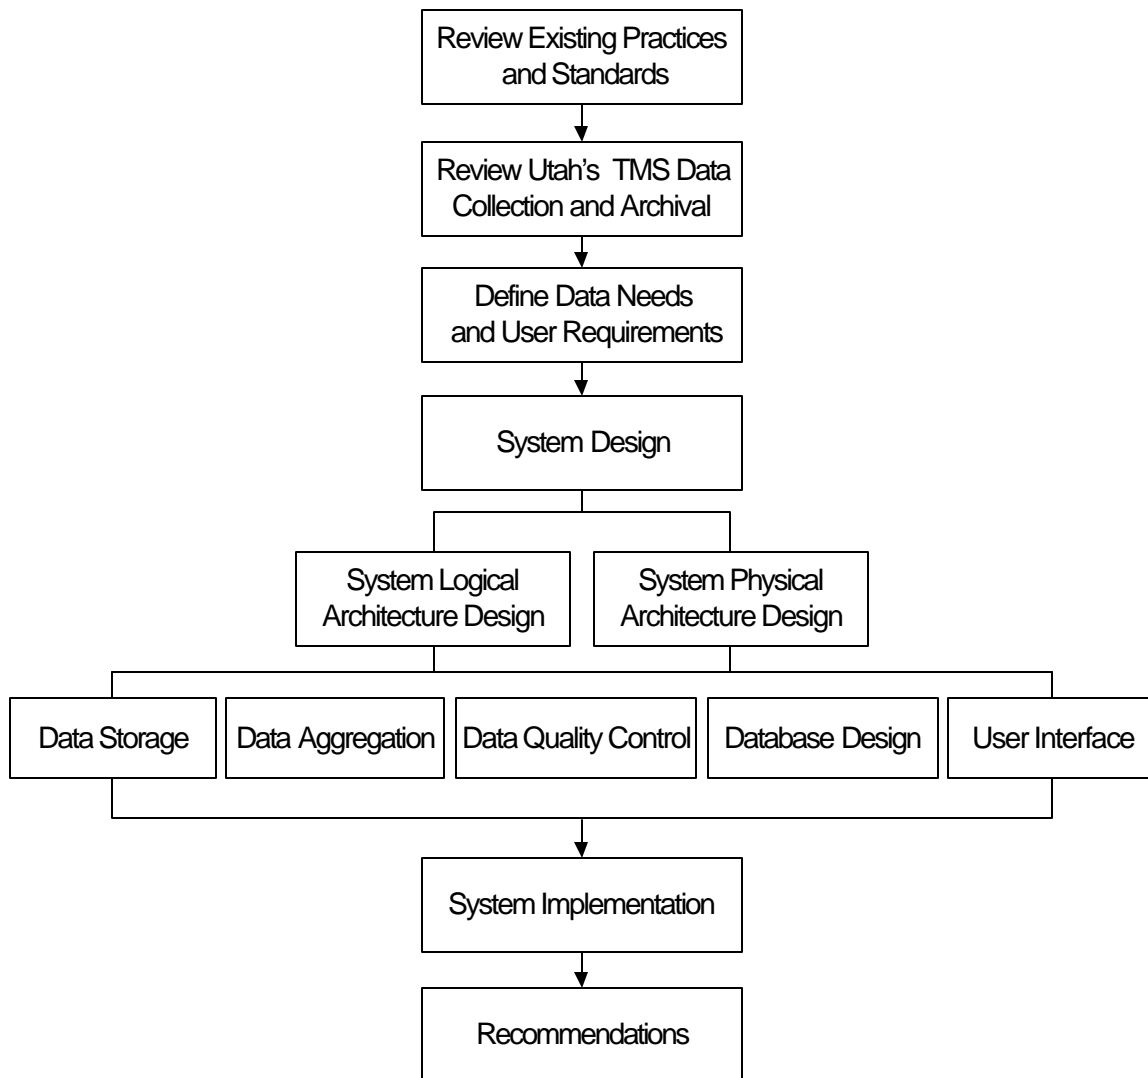 Review Existing Practices
and Standards
Review Utah's TMS Data
Collection and Archival
Define Data Needs
and User Requirements
System Design
System Logical
Architecture Design
System Physical
Architecture Design
Data Storage
Data Aggregation
Data Quality Control
Database Design
User Interface
System Implementation
Recommendations